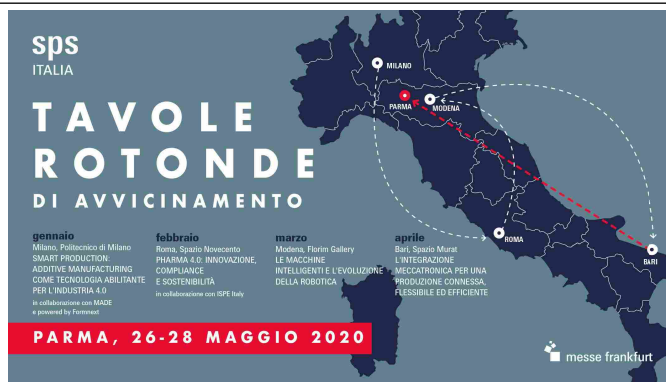 sps
ITALIA
TAVOLE
ROTONDE
DI AVVICINAMENTO
MILANO
PARMA
MODENA
ROMA
BARI
gennaio
Milano, Politecnico di Milano
SMART PRODUCTION:
ADDITIVE MANUFACTURING
COME TECNOLOGIA ABILITANTE
PER L'INDUSTRIA 4.0
in collaborazione con MADE
e powered by Formnext
febbraio
Roma, Spazio Novecento
PHARMA 4.0: INNOVAZIONE,
COMPLIANCE
E SOSTENIBILITÀ
in collaborazione con ISPE Italy
marzo
Modena, Florim Gallery
LE MACCHINE
INTELLIGENTI E L'EVOLUZIONE
DELLA ROBOTICA
aprile
Bari, Spazio Murat
L'INTEGRAZIONE
MECCATRONICA PER UNA
PRODUZIONE CONNESSA,
FLESSIBILE ED EFFICIENTE
PARMA, 26-28 MAGGIO 2020
messe frankfurt